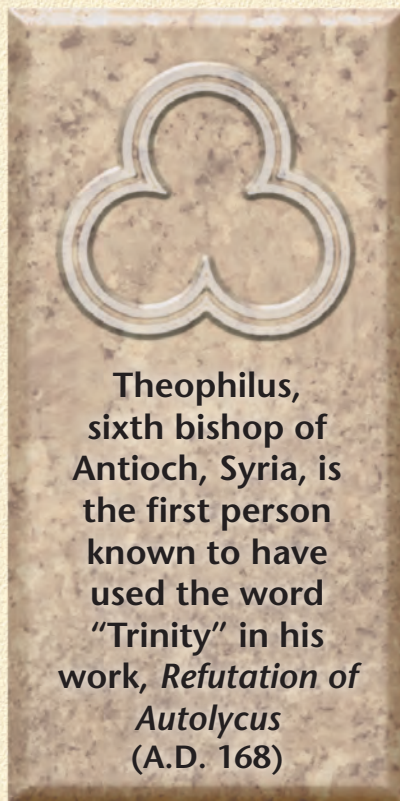 Theophilus,
sixth bishop of
Antioch, Syria, is
the first person
known to have
used the word
“Trinity” in his
work, Refutation of
Autolycus
(A.D. 168)